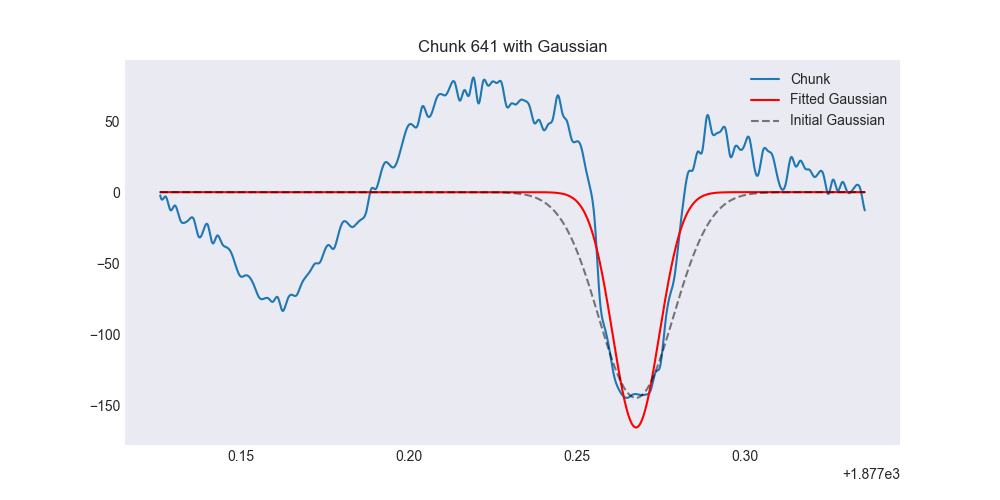 Chunk 641 with Gaussian
Chunk
Fitted Gaussian
Initial Gaussian
50
0
−50
−100
−150
0.15 0.20 0.25 0.30
+1.877e3